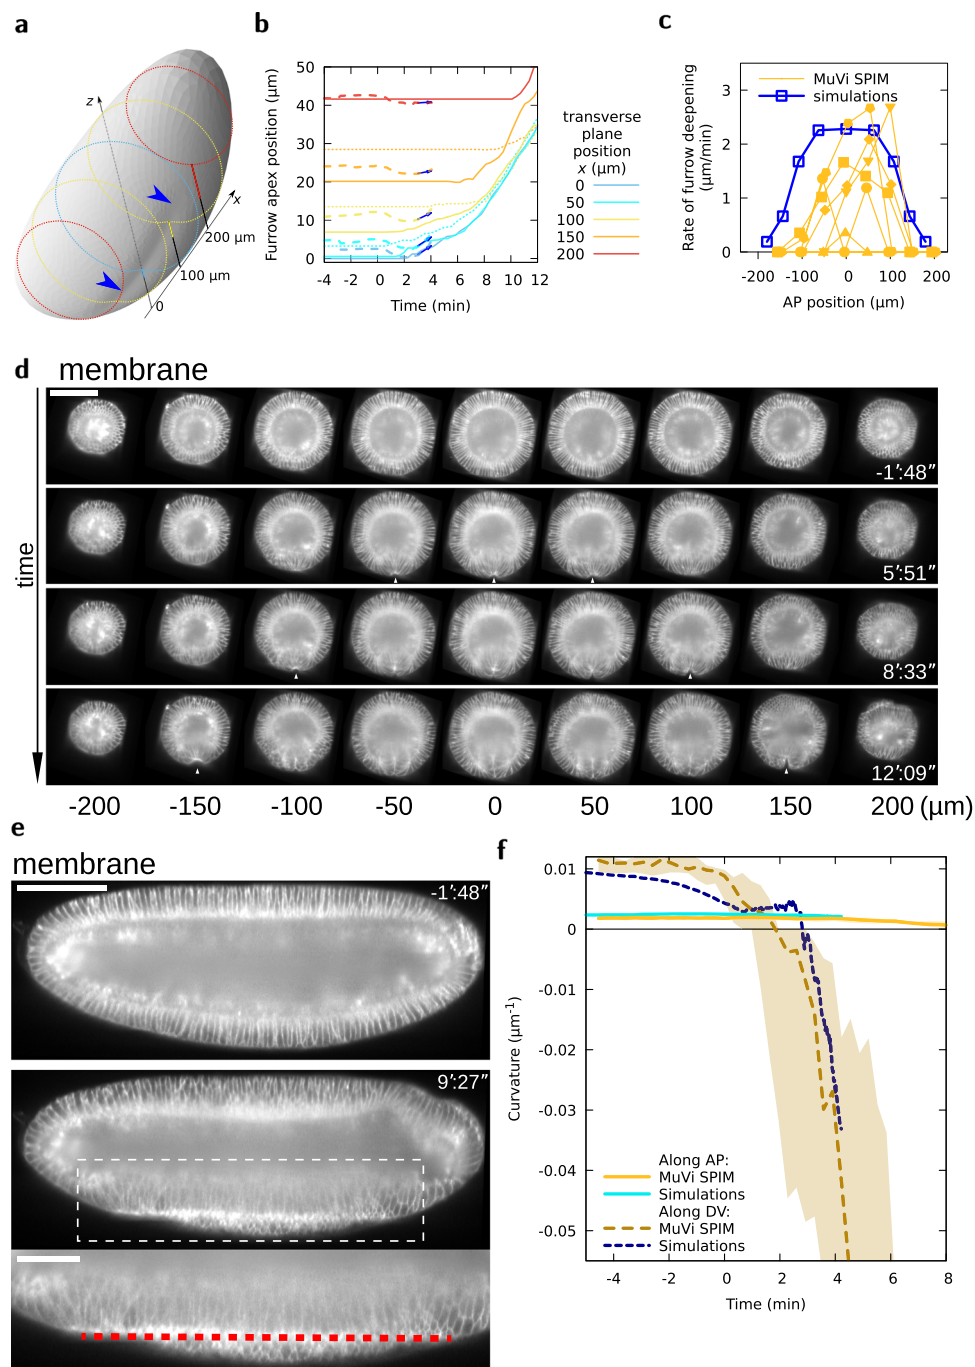 a
z
x
200 µm
100 µm
0
b
Furrow apex position (µm)
50
40
30
20
10
0
-4
-2
0
2
4
6
8
10
12
Time (min)
transverse
plane
position
x (µm)
0
50
100
150
200
c
Rate of furrow deepening
(µm/min)
3
2
1
0
MuVi SPIM
simulations
-200
-100
0
100
200
AP position (µm)
d
membrane
time
-1′:48″
5′:51″
8′:33″
12′:09″
-200
-150
-100
-50
0
50
100
150
200 (µm)
e
membrane
-1′:48″
9′:27″
f
Curvature (µm-1)
0.01
0
-0.01
-0.02
-0.03
-0.04
-0.05
Along AP:
MuVi SPIM
Simulations
Along DV:
MuVi SPIM
Simulations
-4
-2
0
2
4
6
8
Time (min)